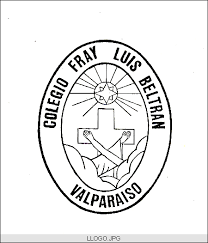 COLEGIO FRAY LUIS BELTRAN
VALPARAISO
LLOGO.JPG